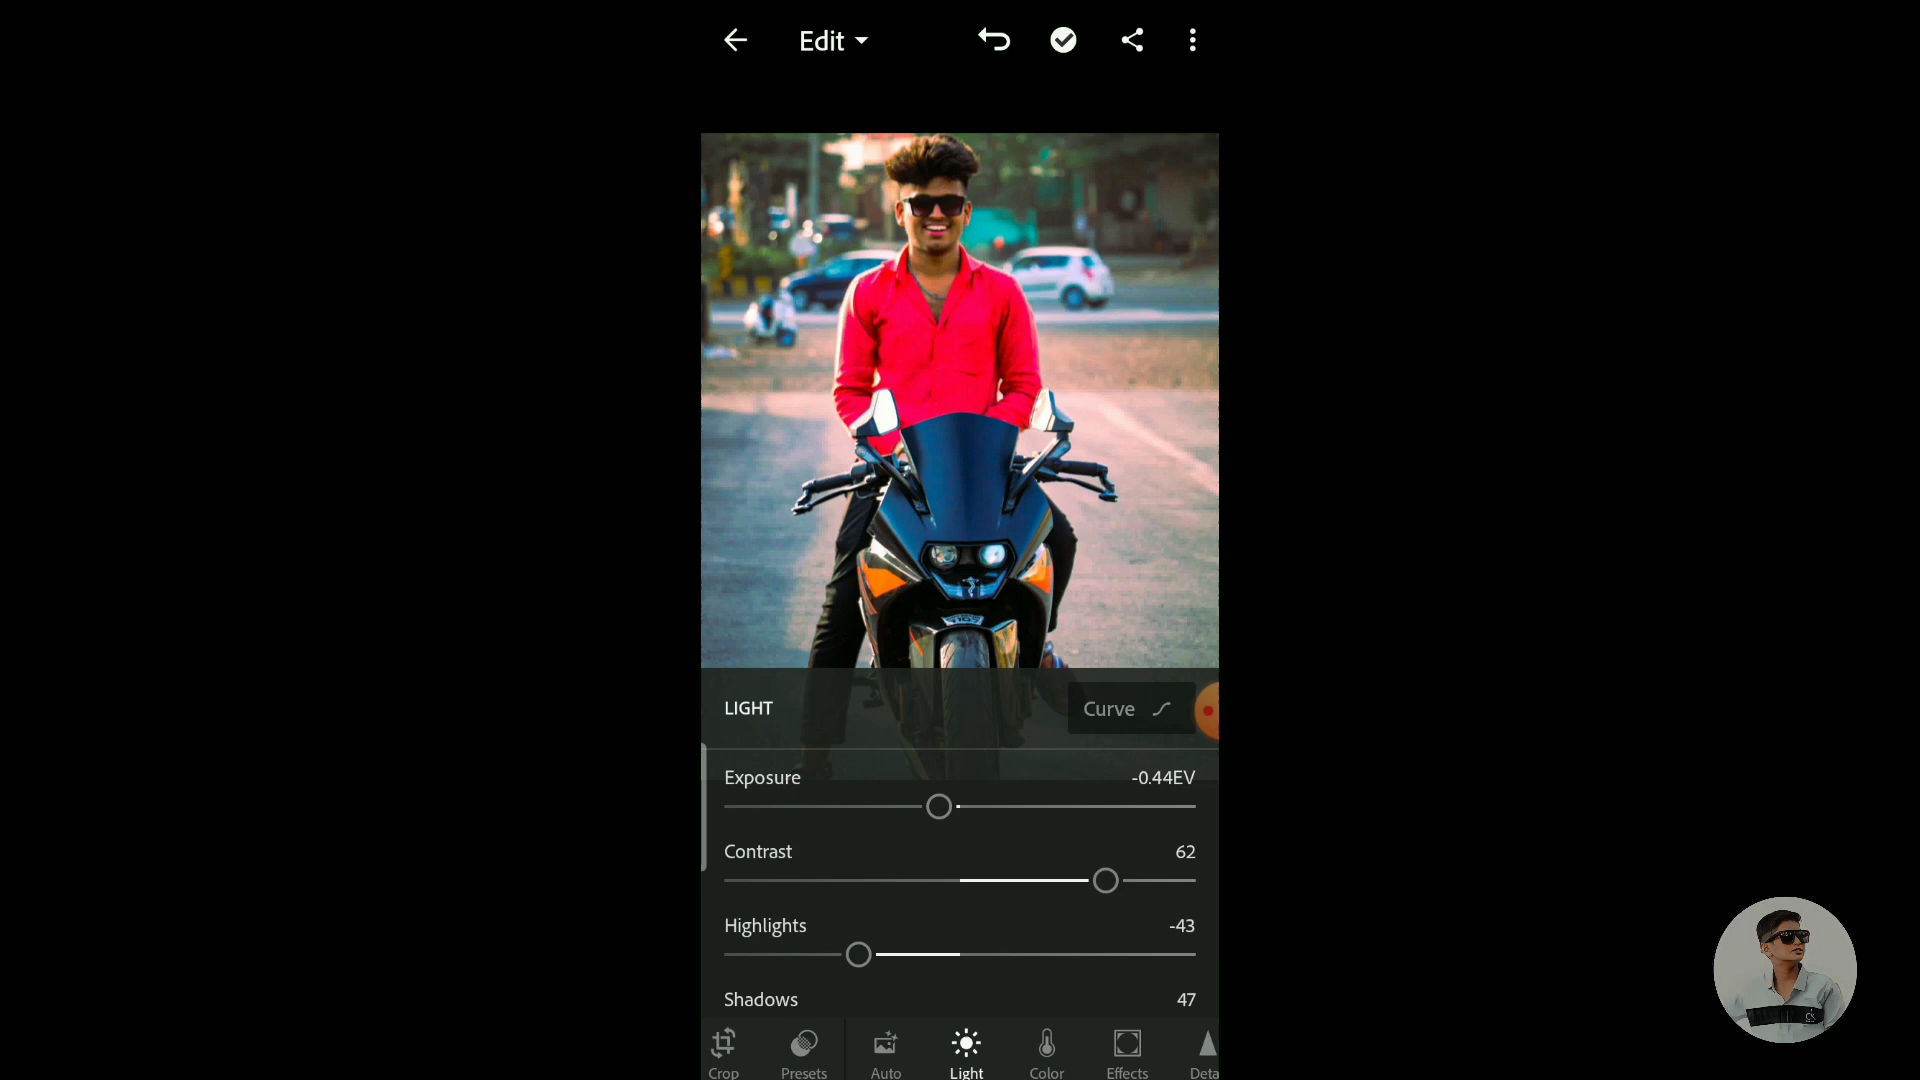 Edit
LIGHT
Curve
Exposure
-0.44EV
Contrast
62
Highlights
-43
Shadows
47
Crop
Presets
Auto
Light
Color
Effects
Deta